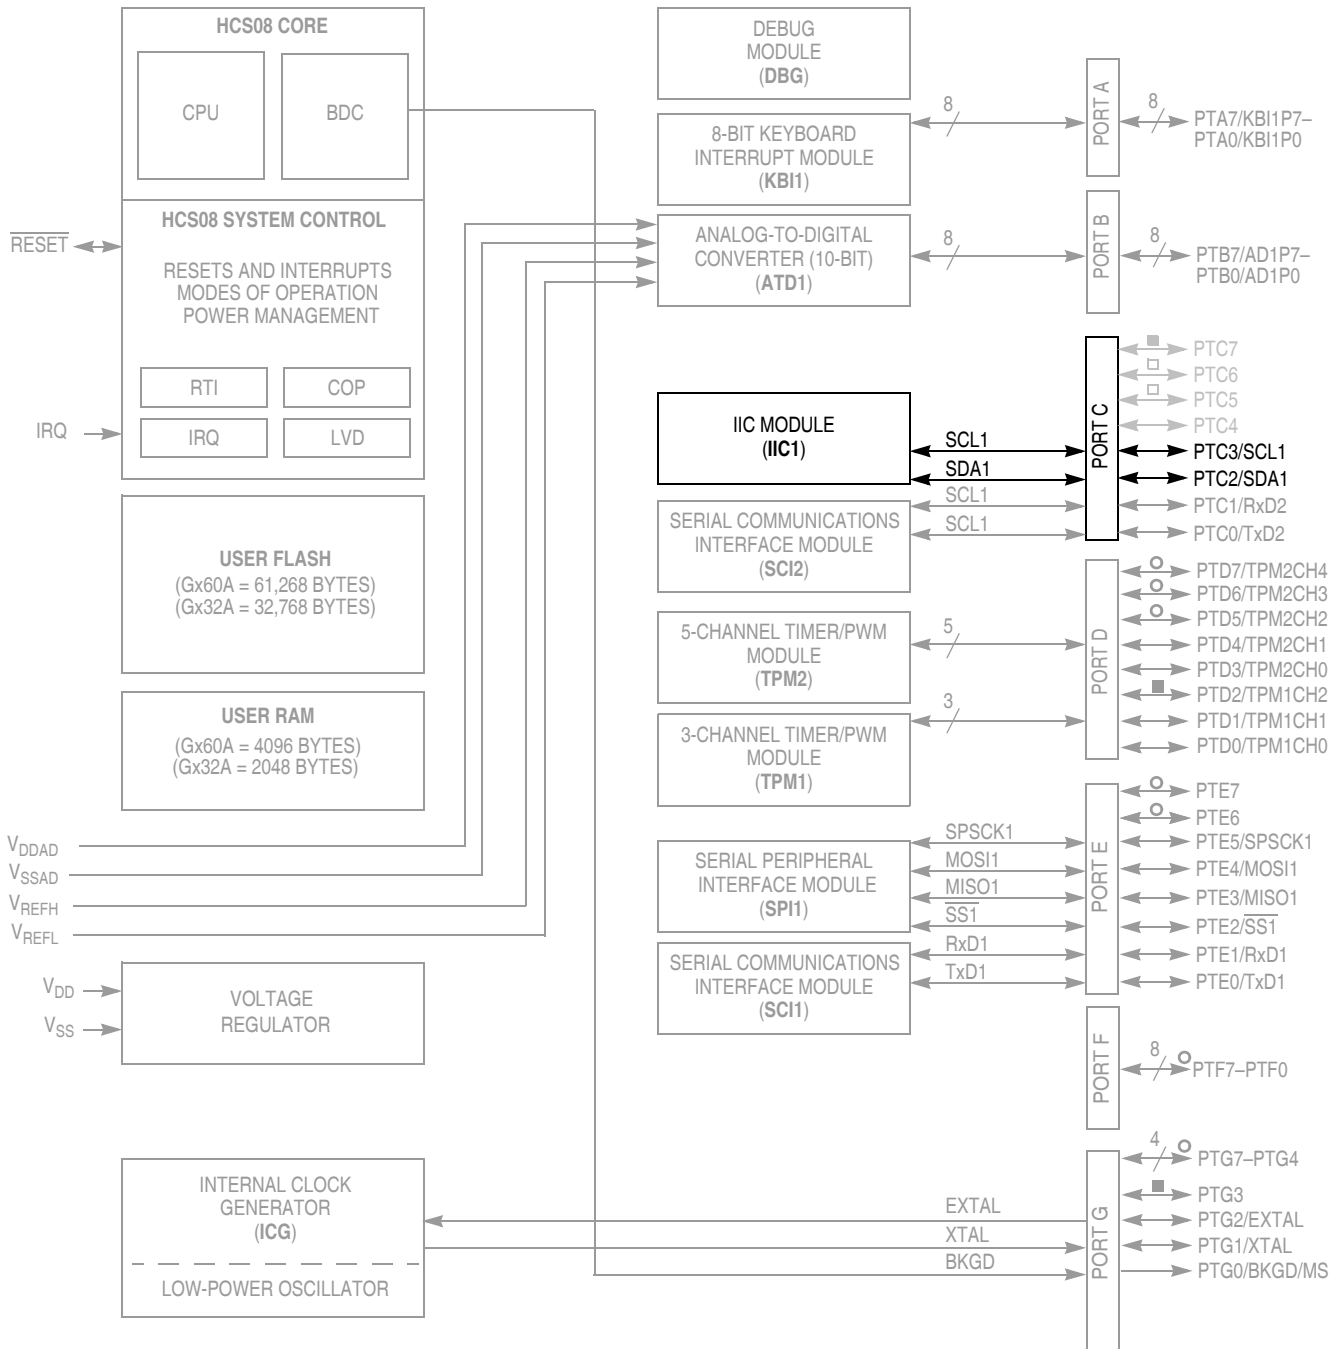 HCS08 CORE
CPU
BDC
HCS08 SYSTEM CONTROL
RESETS AND INTERRUPTS
MODES OF OPERATION
POWER MANAGEMENT
RTI
COP
IRQ
LVD
RESET
IRQ
USER FLASH
(Gx60A = 61,268 BYTES)
(Gx32A = 32,768 BYTES)
USER RAM
(Gx60A = 4096 BYTES)
(Gx32A = 2048 BYTES)
VDDAD
VSSAD
VREFH
VREFL
VDD
VSS
VOLTAGE
REGULATOR
INTERNAL CLOCK
GENERATOR
(ICG)
LOW-POWER OSCILLATOR
DEBUG
MODULE
(DBG)
8-BIT KEYBOARD
INTERRUPT MODULE
(KBI1)
ANALOG-TO-DIGITAL
CONVERTER (10-BIT)
(ATD1)
IIC MODULE
(IIC1)
SERIAL COMMUNICATIONS
INTERFACE MODULE
(SCI2)
5-CHANNEL TIMER/PWM
MODULE
(TPM2)
3-CHANNEL TIMER/PWM
MODULE
(TPM1)
SERIAL PERIPHERAL
INTERFACE MODULE
(SPI1)
SERIAL COMMUNICATIONS
INTERFACE MODULE
(SCI1)
8
8
SCL1
SDA1
SCL1
SCL1
5
3
SPSCK1
MOSI1
MISO1
SS1
RxD1
TxD1
EXTAL
XTAL
BKGD
PORT A
8
PTA7/KBI1P7–
PTA0/KBI1P0
PORT B
8
PTB7/AD1P7–
PTB0/AD1P0
PORT C
PTC7
PTC6
PTC5
PTC4
PTC3/SCL1
PTC2/SDA1
PTC1/RxD2
PTC0/TxD2
PORT D
PTD7/TPM2CH4
PTD6/TPM2CH3
PTD5/TPM2CH2
PTD4/TPM2CH1
PTD3/TPM2CH0
PTD2/TPM1CH2
PTD1/TPM1CH1
PTD0/TPM1CH0
PORT E
PTE7
PTE6
PTE5/SPSCK1
PTE4/MOSI1
PTE3/MISO1
PTE2/SS1
PTE1/RxD1
PTE0/TxD1
PORT F
8
PTF7–PTF0
PORT G
4
PTG7–PTG4
PTG3
PTG2/EXTAL
PTG1/XTAL
PTG0/BKGD/MS